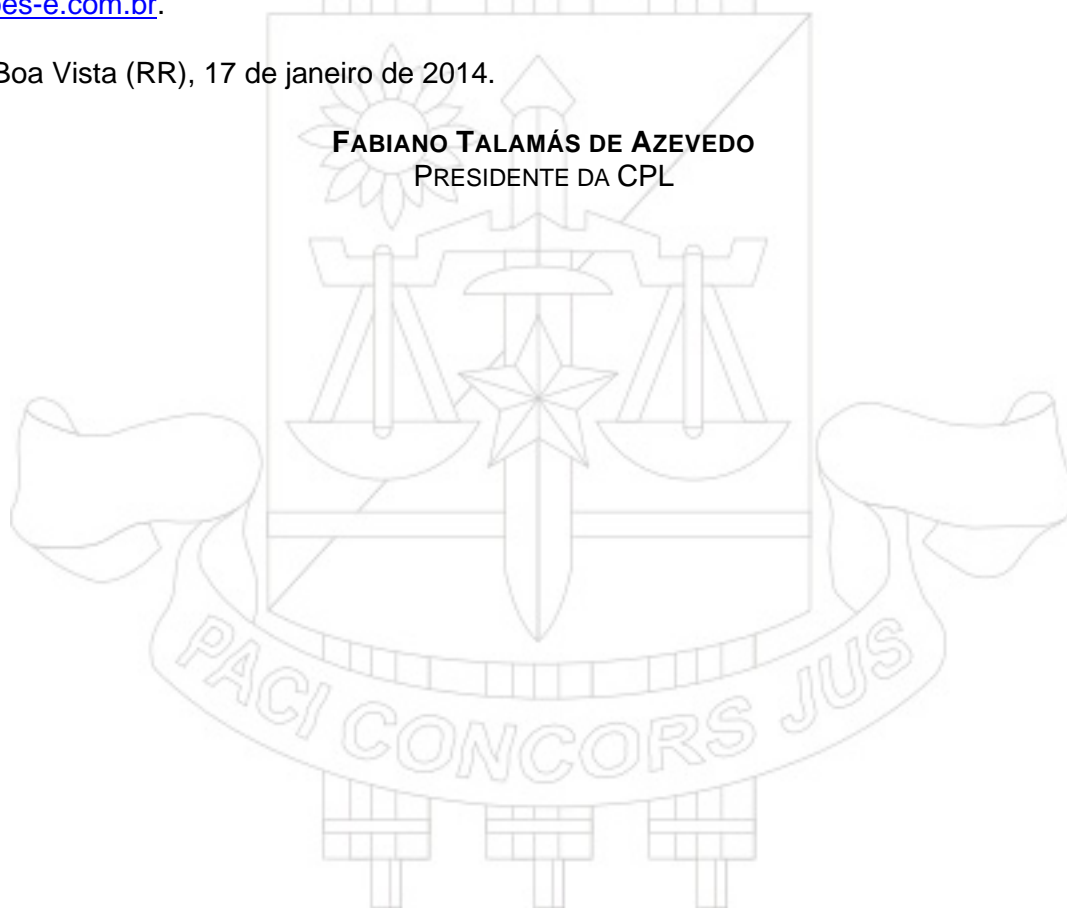 ões-e.com.br.
Boa Vista (RR), 17 de janeiro de 2014.
FABIANO TALAMÁS DE AZEVEDO
PRESIDENTE DA CPL
PACI CONCORS JUS